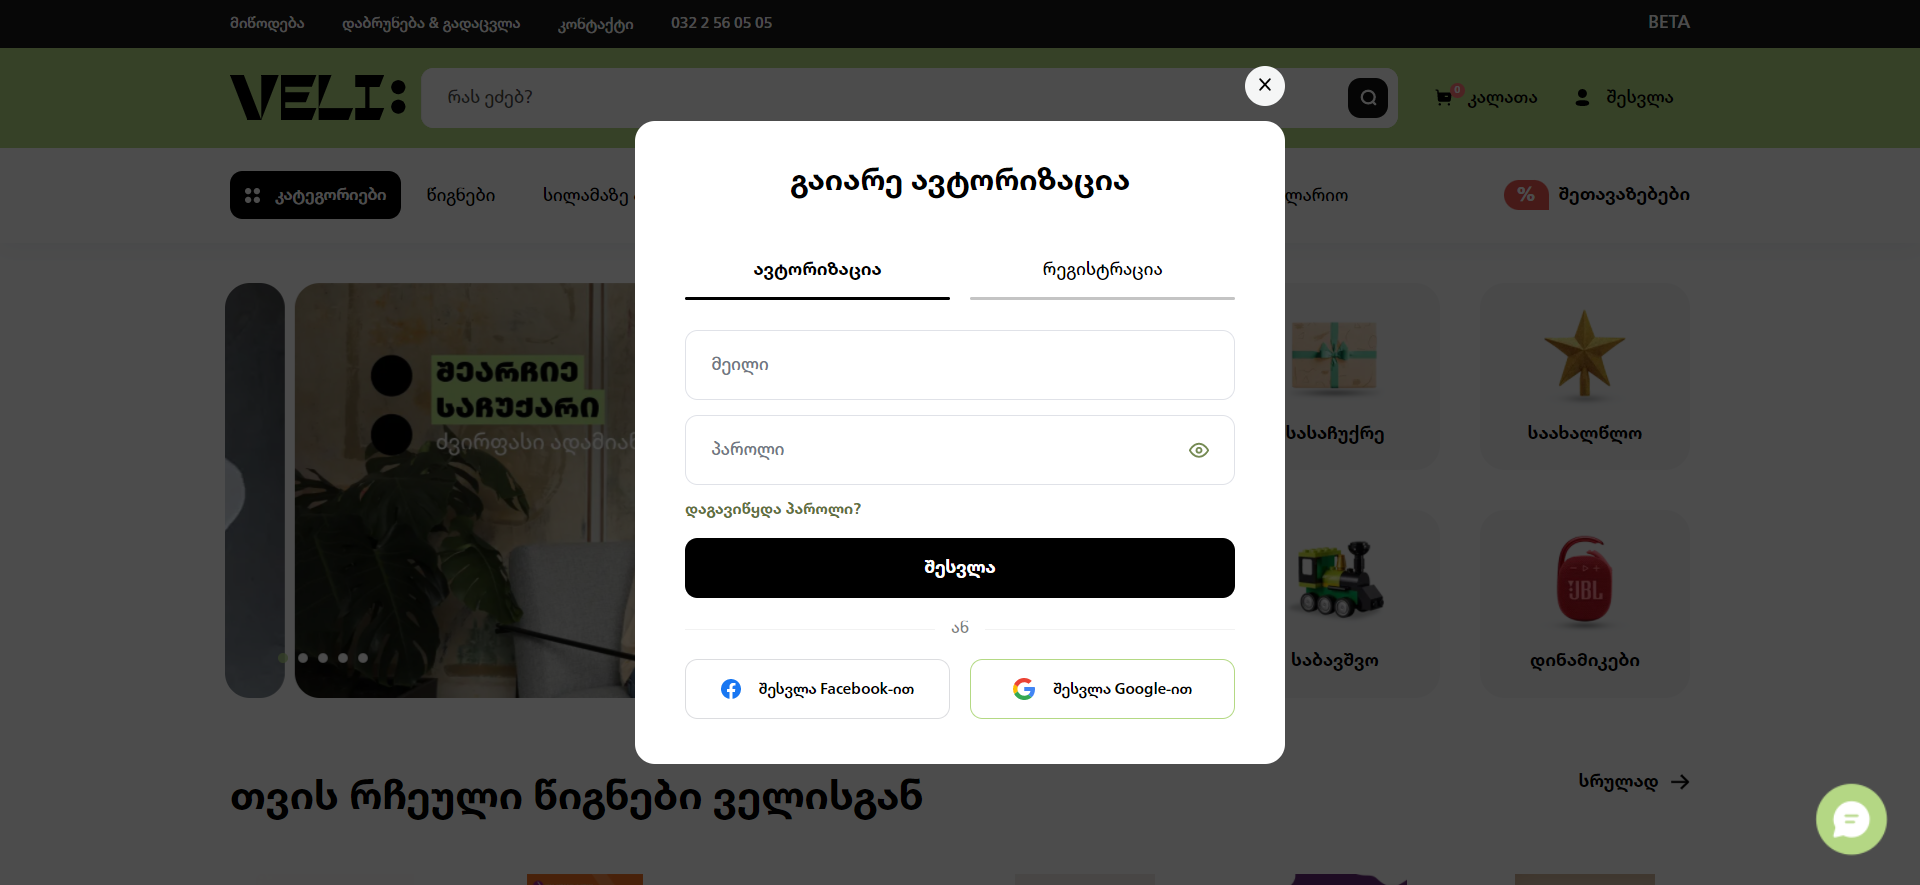 მიწოდება
დაბრუნება & გადაცვლა
კონტაქტი
032 2 56 05 05
BETA
VELI:
რას ეძებ?
0
კალათა
შესვლა
კატეგორიები
წიგნები
სილამაზე
% შეთავაზებები
გაიარე ავტორიზაცია
ავტორიზაცია
რეგისტრაცია
მეილი
პაროლი
დაგავიწყდა პაროლი?
შესვლა
ან
შესვლა Facebook-ით
შესვლა Google-ით
შეარჩიე
საჩუქარი
ძვირფასი
სასაჩუქრე
საახალწლო
JBL
საბავშვო
დინამიკები
თვის რჩეული წიგნები ველისგან
სრულად